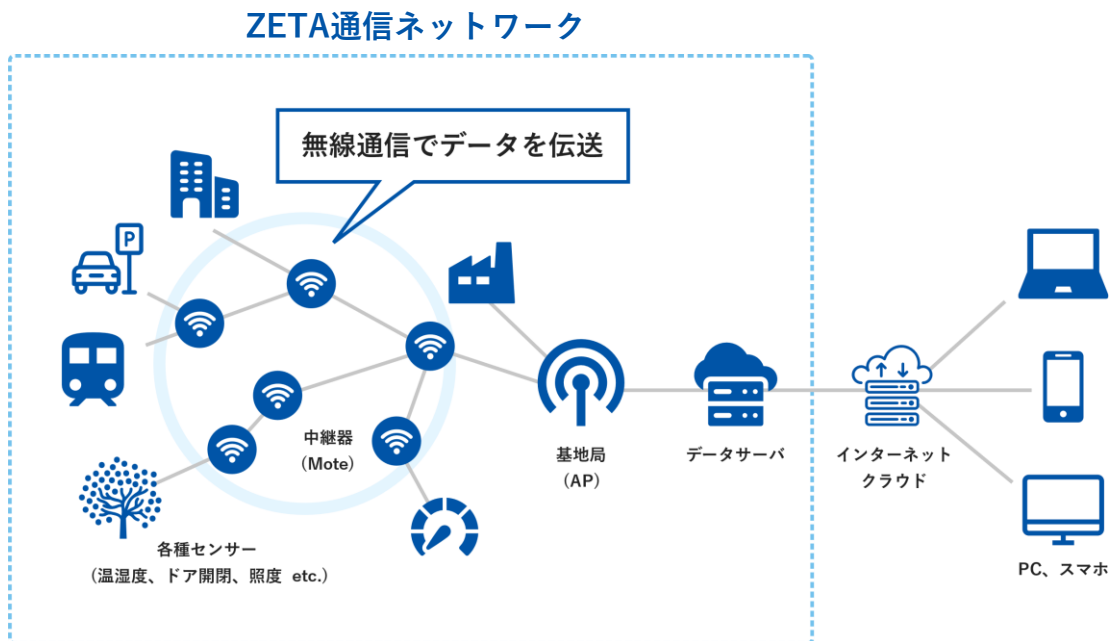 ZETA通信ネットワーク
無線通信でデータを伝送
P
中継器
（Mote）
基地局
（AP）
データサーバ
インターネット
クラウド
各種センサー
（温湿度、ドア開閉、照度 etc.）
PC、スマホ